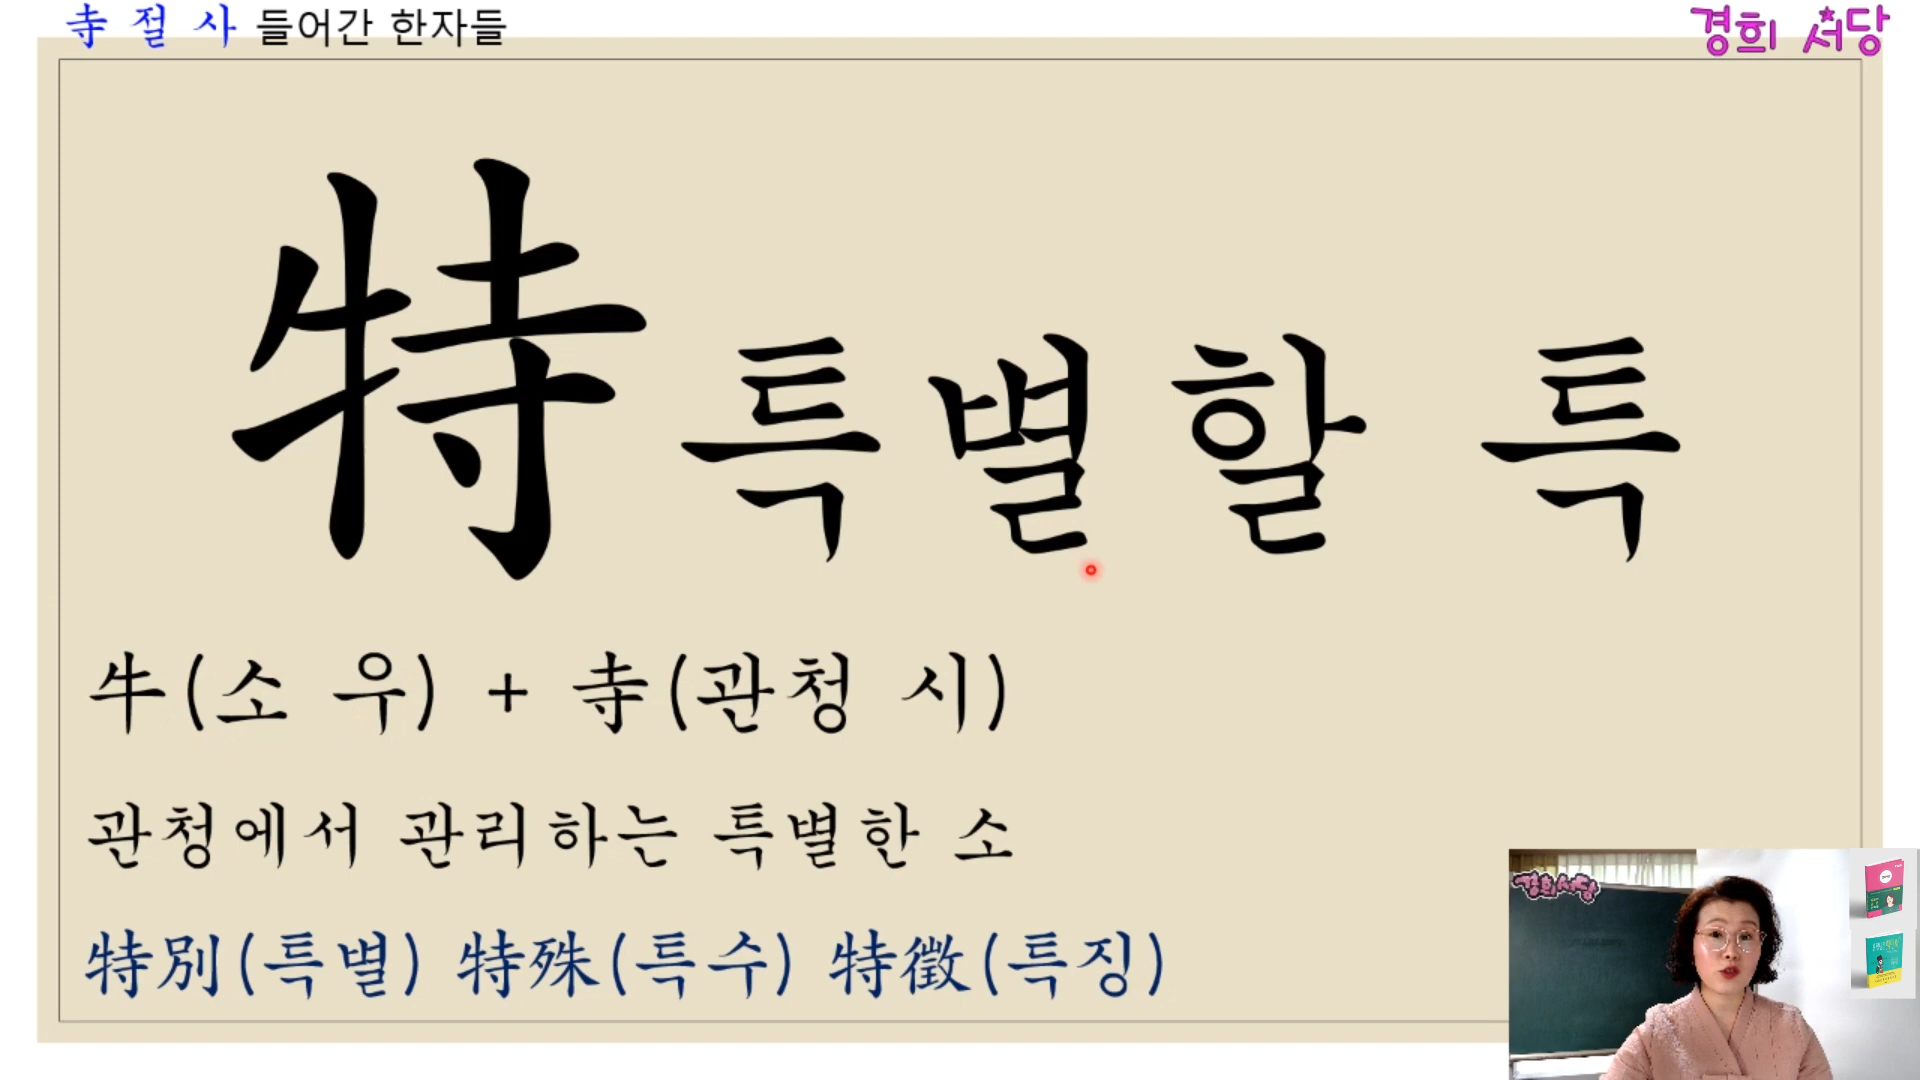 寺 절 사 들어간 한자들
경희 서당
特 특별할 특
牛(소 우) + 寺(관청 시)
관청에서 관리하는 특별한 소
特別(특별) 特殊(특수) 特徵(특징)
경희서당